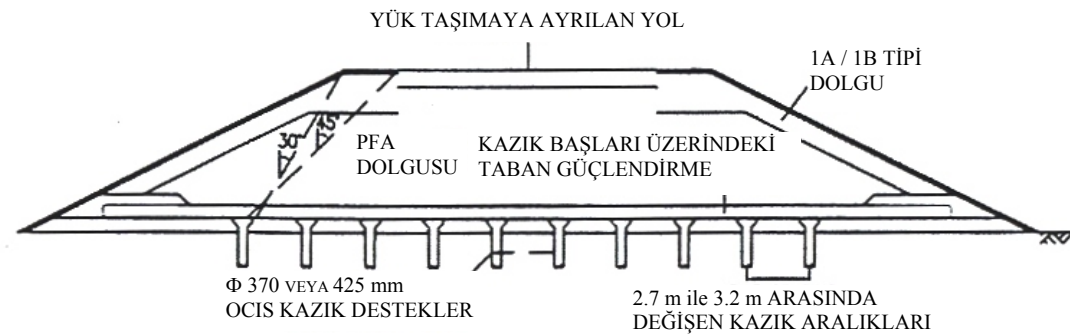 YÜK TAŞIMAYA AYRILAN YOL
1A / 1B TİPİ
DOLGU
30
45
PFA
DOLGUSU
KAZIK BAŞLARI ÜZERİNDEKİ
TABAN GÜÇLENDİRME
Φ 370 VEYA 425 mm
OCIS KAZIK DESTEKLER
2.7 m ile 3.2 m ARASINDA
DEĞİŞEN KAZIK ARALIKLARI